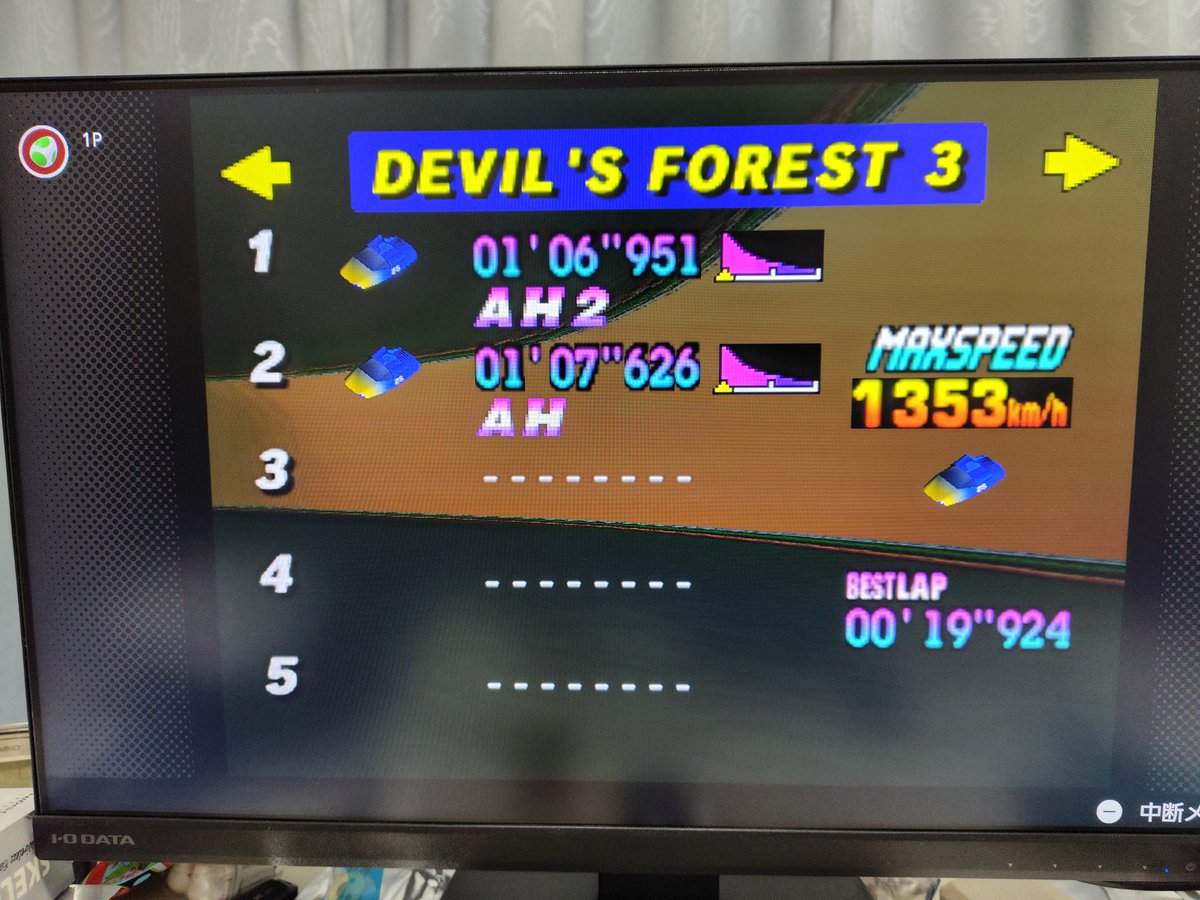 1P
DEVIL'S FOREST 3
1 01'06"951
AH2
2 01'07"626
AH
MAXSPEED
1353km/h
3 --------
4 --------
BESTLAP
00'19"924
5 --------
中断メ
I-O DATA